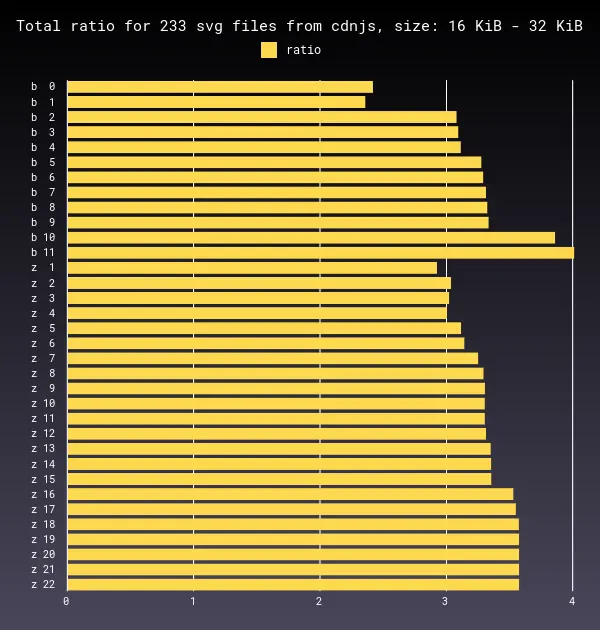 Total ratio for 233 svg files from cdnjs, size: 16 KiB - 32 KiB
ratio
b 0
b 1
b 2
b 3
b 4
b 5
b 6
b 7
b 8
b 9
b 10
b 11
z 1
z 2
z 3
z 4
z 5
z 6
z 7
z 8
z 9
z 10
z 11
z 12
z 13
z 14
z 15
z 16
z 17
z 18
z 19
z 20
z 21
z 22
0 1 2 3 4